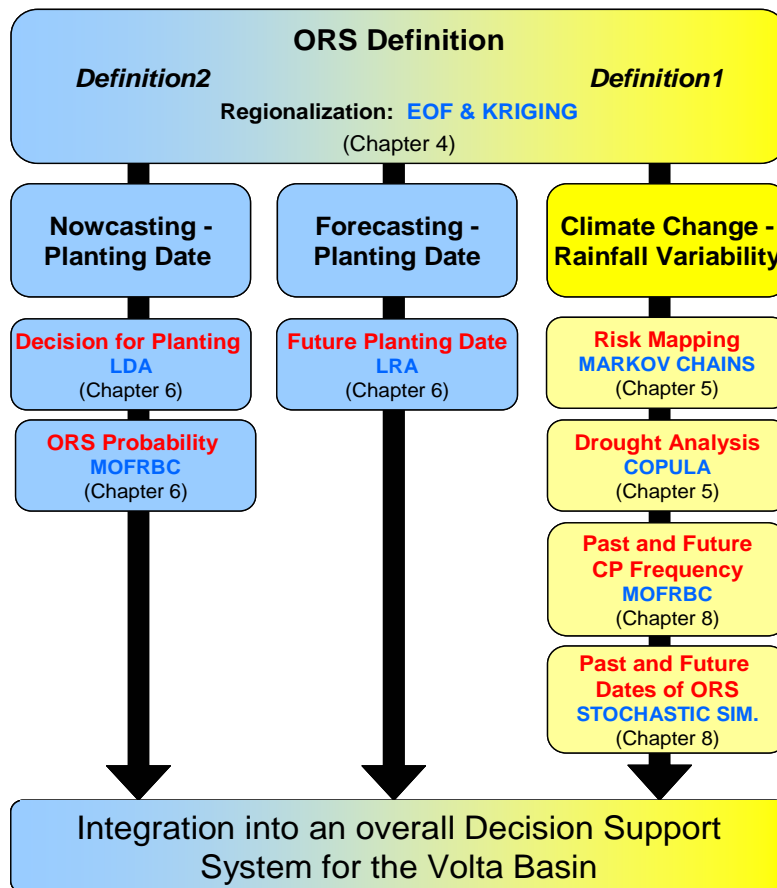 ORS Definition
Definition2
Definition1
Regionalization: EOF & KRIGING
(Chapter 4)
Nowcasting -
Planting Date
Decision for Planting
LDA
(Chapter 6)
ORS Probability
MOFRBC
(Chapter 6)
Forecasting -
Planting Date
Future Planting Date
LRA
(Chapter 6)
Climate Change -
Rainfall Variability
Risk Mapping
MARKOV CHAINS
(Chapter 5)
Drought Analysis
COPULA
(Chapter 5)
Past and Future
CP Frequency
MOFRBC
(Chapter 8)
Past and Future
Dates of ORS
STOCHASTIC SIM.
(Chapter 8)
Integration into an overall Decision Support
System for the Volta Basin